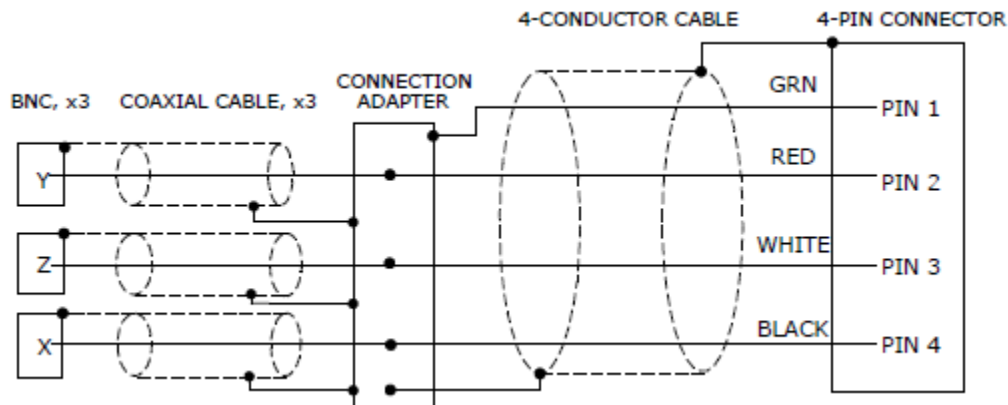 4-CONDUCTOR CABLE
4-PIN CONNECTOR
BNC, x3
COAXIAL CABLE, x3
CONNECTION
ADAPTER
GRN
PIN 1
RED
Y
PIN 2
WHITE
Z
PIN 3
BLACK
X
PIN 4